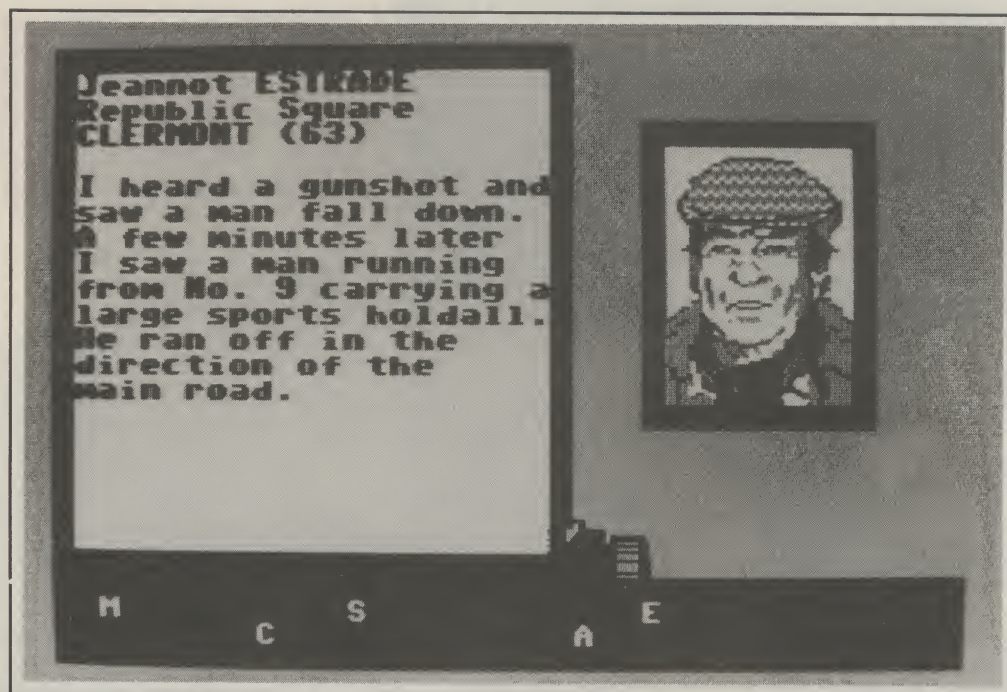 Jeannot ESTRADE
Republic Square
CLERMONT (63)
I heard a gunshot and
saw a man fall down.
A few minutes later
I saw a man running
from No. 9 carrying a
large sports holdall.
He ran off in the
direction of the
main road.
M
S
E
C
A